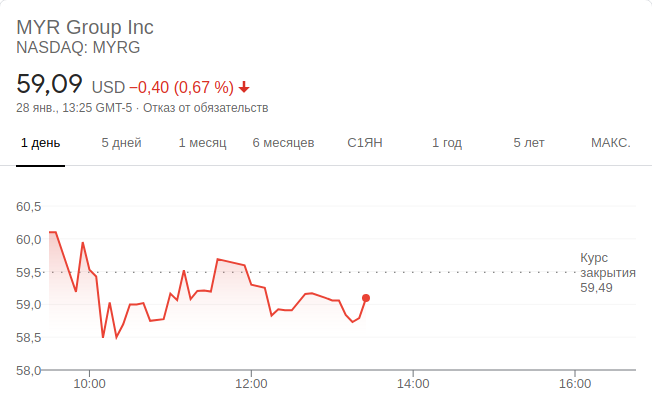 MYR Group Inc
NASDAQ: MYRG
59,09 USD −0,40 (0,67 %)
28 янв., 13:25 GMT-5 · Отказ от обязательств
1 день 5 дней 1 месяц 6 месяцев С1ЯН 1 год 5 лет МАКС.
60,5
60,0
59,5
59,0
58,5
58,0
Курс
закрытия
59,49
10:00 12:00 14:00 16:00